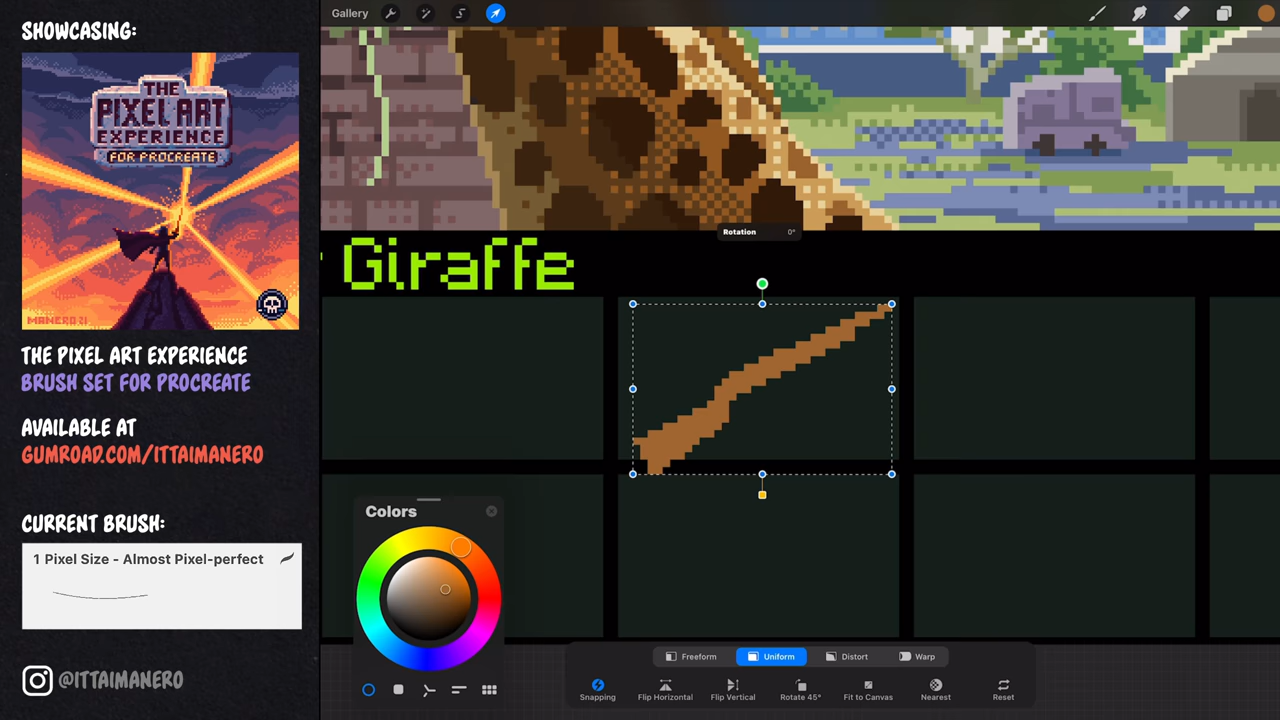 SHOWCASING:
THE
PIXEL ART
EXPERIENCE
FOR PROCREATE
MANERO 21
THE PIXEL ART EXPERIENCE
BRUSH SET FOR PROCREATE
AVAILABLE AT
GUMROAD.COM/ITTAIMANERO
CURRENT BRUSH:
1 Pixel Size - Almost Pixel-perfect
@ITTAIMANERO
Gallery
Rotation 0°
Giraffe
Colors
Freeform Uniform Distort Warp
Snapping Flip Horizontal Flip Vertical Rotate 45° Fit to Canvas Nearest Reset